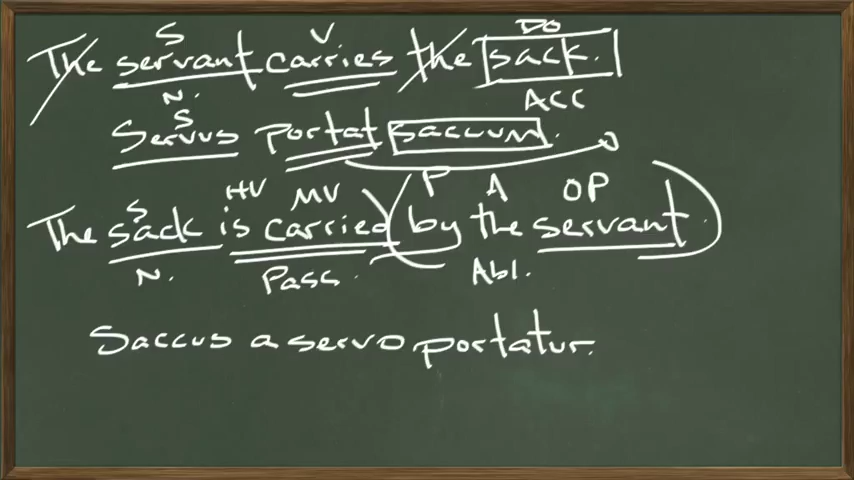 S V DO
The servant carries the sack.
N. ACC
S
Servus portat saccum.
S HV MV P A OP
The sack is carried (by the servant.)
N. Pass. Abl.
Saccus a servo portatur.